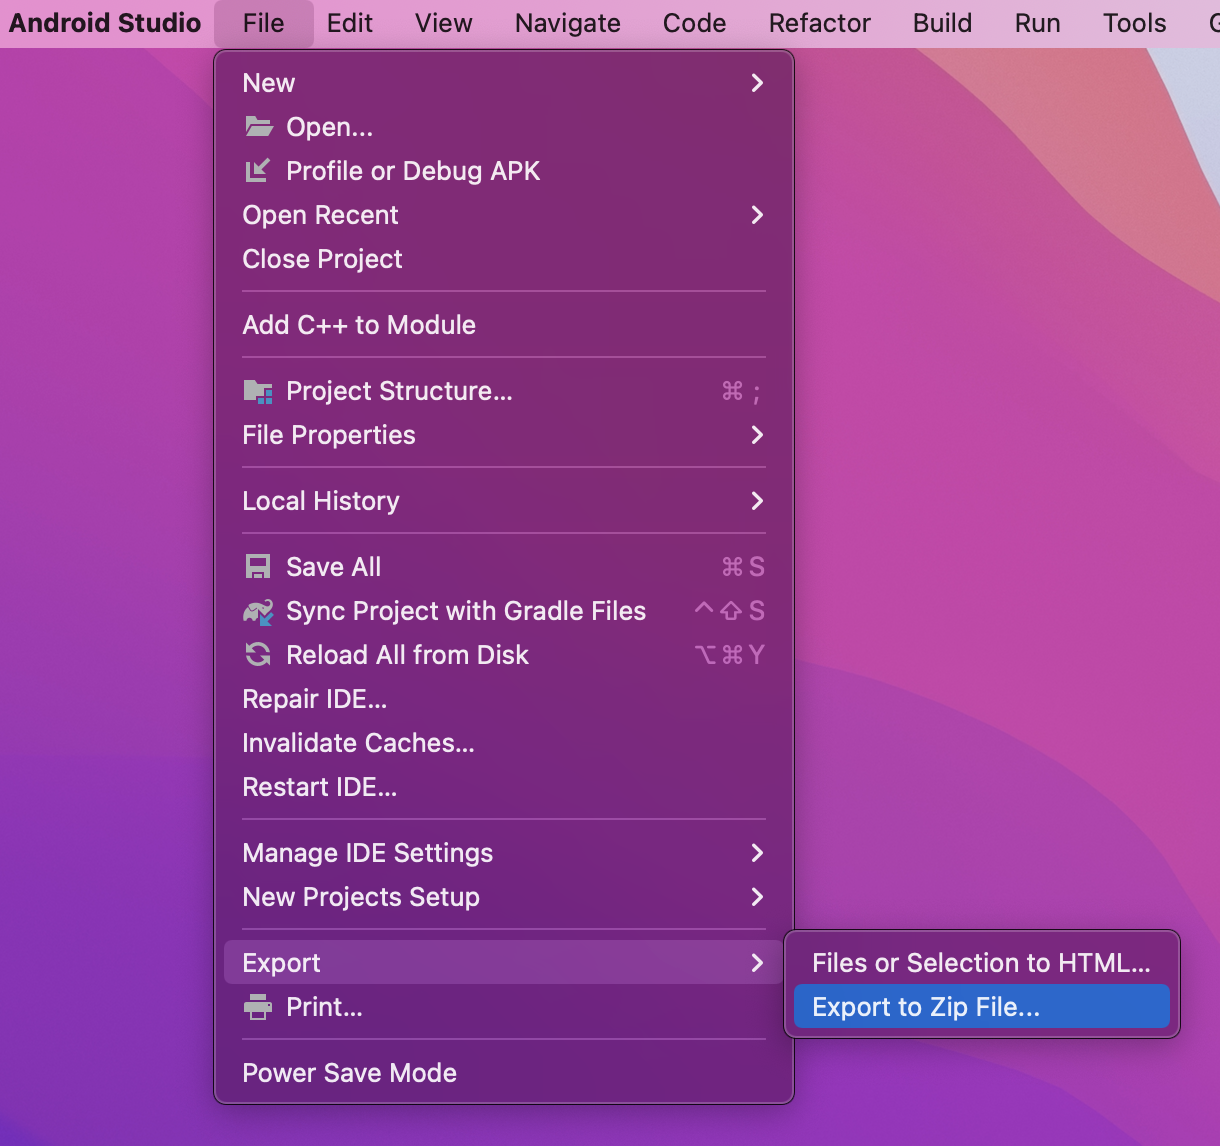 Android Studio File Edit View Navigate Code Refactor Build Run Tools
New
Open...
Profile or Debug APK
Open Recent
Close Project
Add C++ to Module
Project Structure... ⌘ ;
File Properties
Local History
Save All ⌘ S
Sync Project with Gradle Files ^ ⇧ S
Reload All from Disk ⌥ ⌘ Y
Repair IDE...
Invalidate Caches...
Restart IDE...
Manage IDE Settings
New Projects Setup
Export
Files or Selection to HTML...
Print...
Export to Zip File...
Power Save Mode